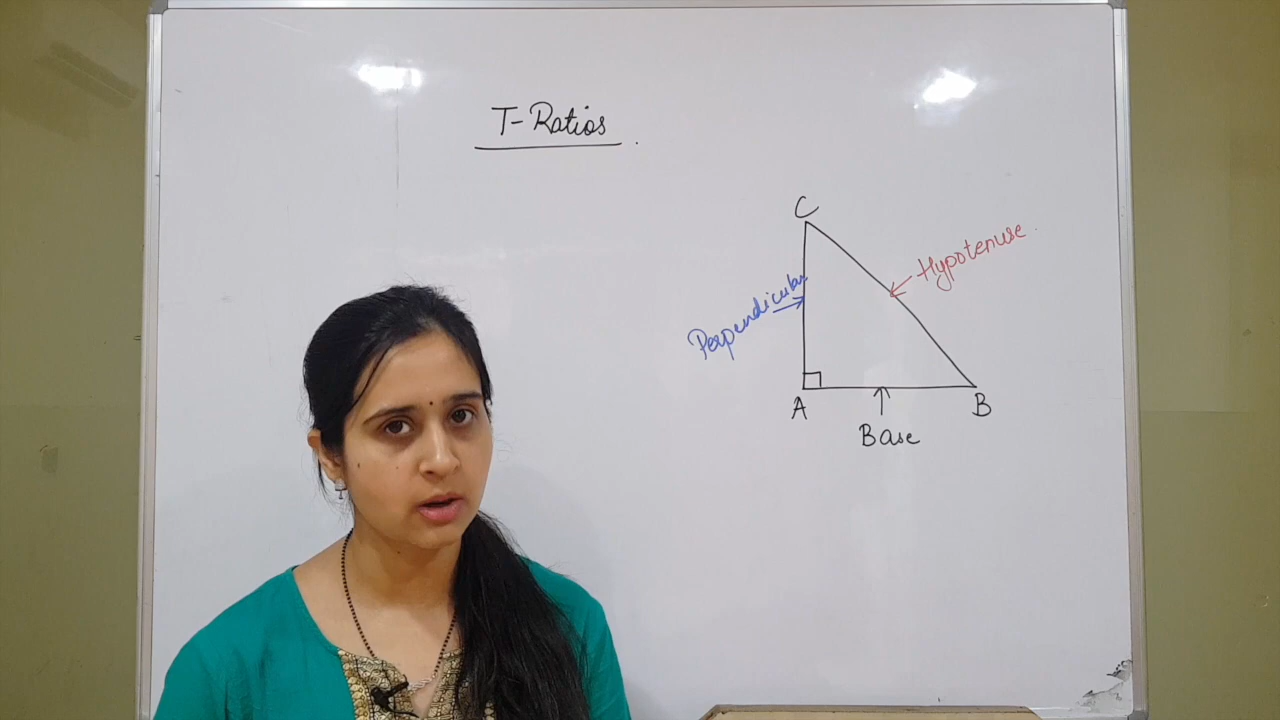 T-Ratios
C
Hypotenuse
Perpendicular
A
B
Base